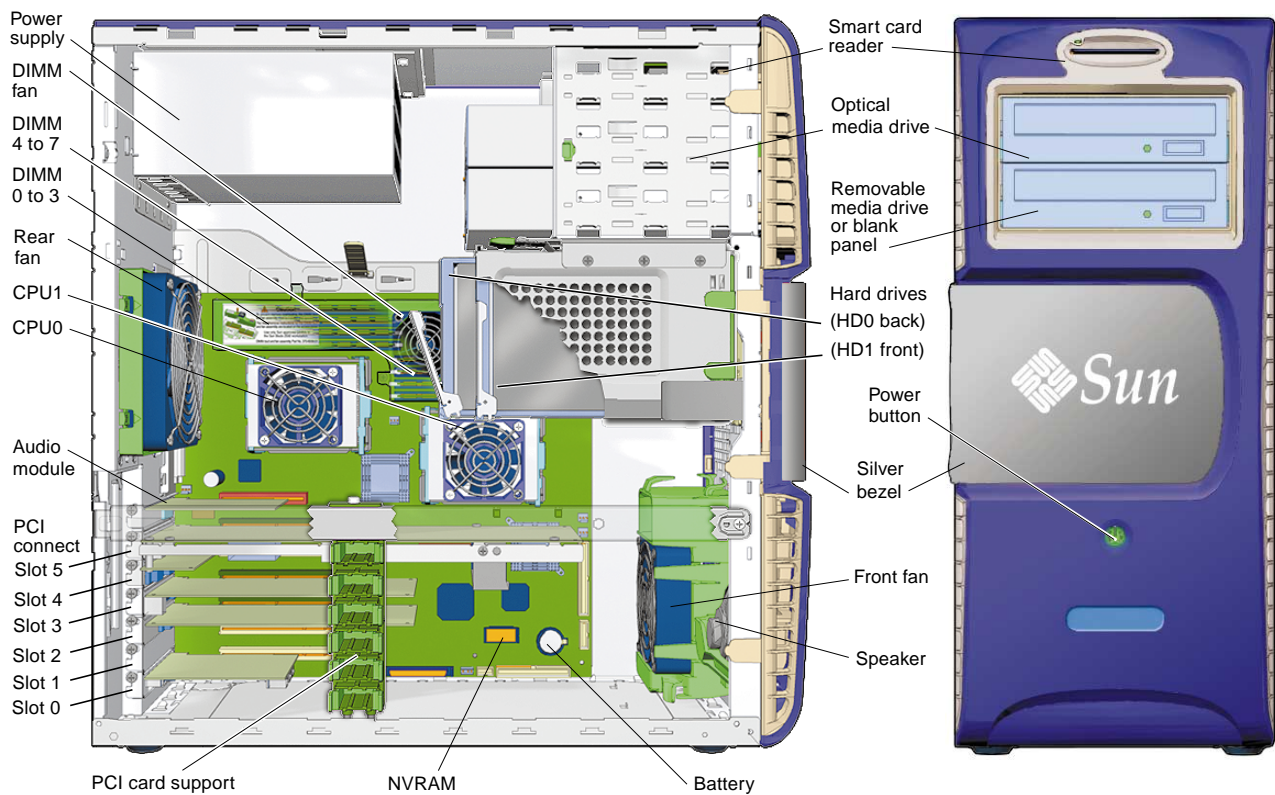 Power
supply
DIMM
fan
DIMM
4 to 7
DIMM
0 to 3
Rear
fan
CPU1
CPU0
Audio
module
PCI
connect
Slot 5
Slot 4
Slot 3
Slot 2
Slot 1
Slot 0
PCI card support
NVRAM
Battery
Smart card
reader
Optical
media drive
Removable
media drive
or blank
panel
Hard drives
(HD0 back)
(HD1 front)
Power
button
Silver
bezel
Front fan
Speaker
Sun